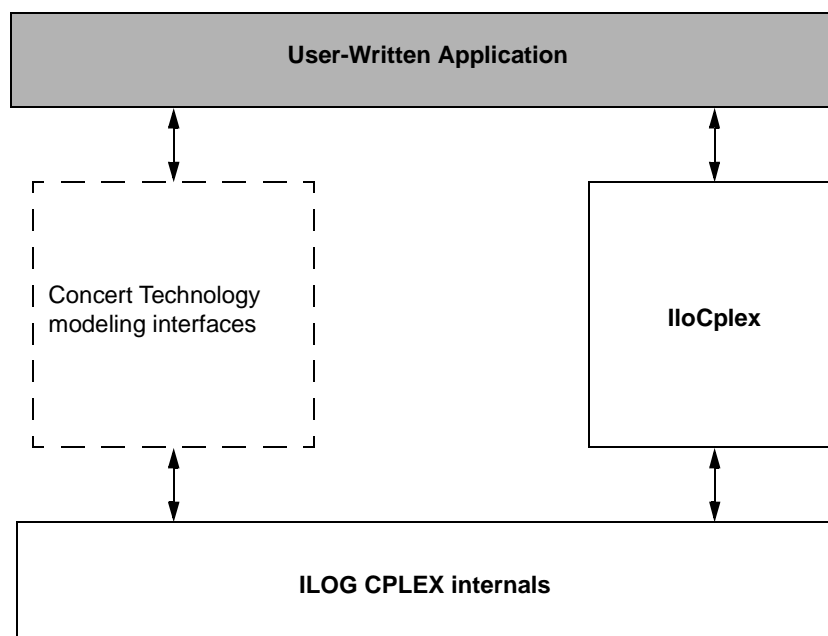 User-Written Application
Concert Technology
modeling interfaces
IloCplex
ILOG CPLEX internals